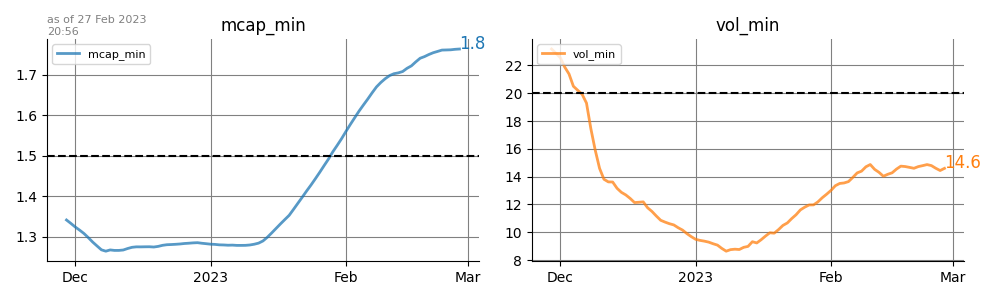 as of 27 Feb 2023
20:56
mcap_min
mcap_min
1.8
1.7
1.6
1.5
1.4
1.3
Dec
2023
Feb
Mar
vol_min
vol_min
22
20
18
16
14.6
14
12
10
8
Dec
2023
Feb
Mar